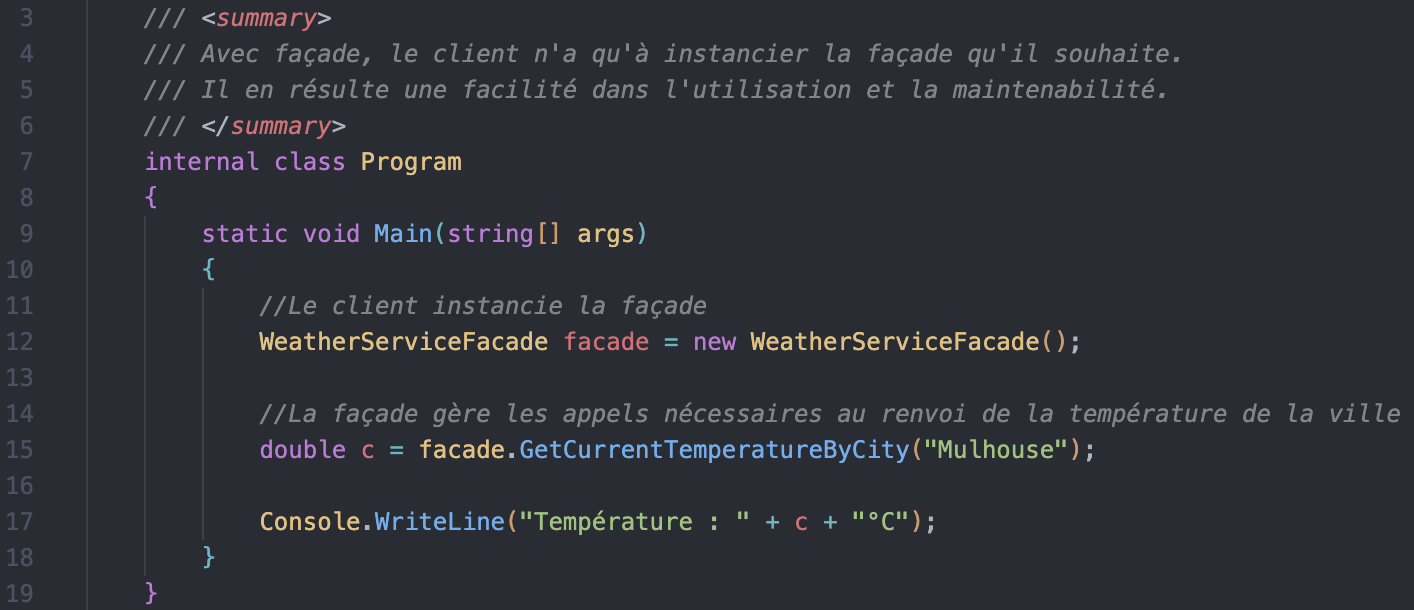 3 /// <summary>
4 /// Avec façade, le client n'a qu'à instancier la façade qu'il souhaite.
5 /// Il en résulte une facilité dans l'utilisation et la maintenabilité.
6 /// </summary>
7 internal class Program
8 {
9 static void Main(string[] args)
10 {
11 //Le client instancie la façade
12 WeatherServiceFacade facade = new WeatherServiceFacade();
13
14 //La façade gère les appels nécessaires au renvoi de la température de la ville
15 double c = facade.GetCurrentTemperatureByCity("Mulhouse");
16
17 Console.WriteLine("Température : " + c + "°C");
18 }
19 }